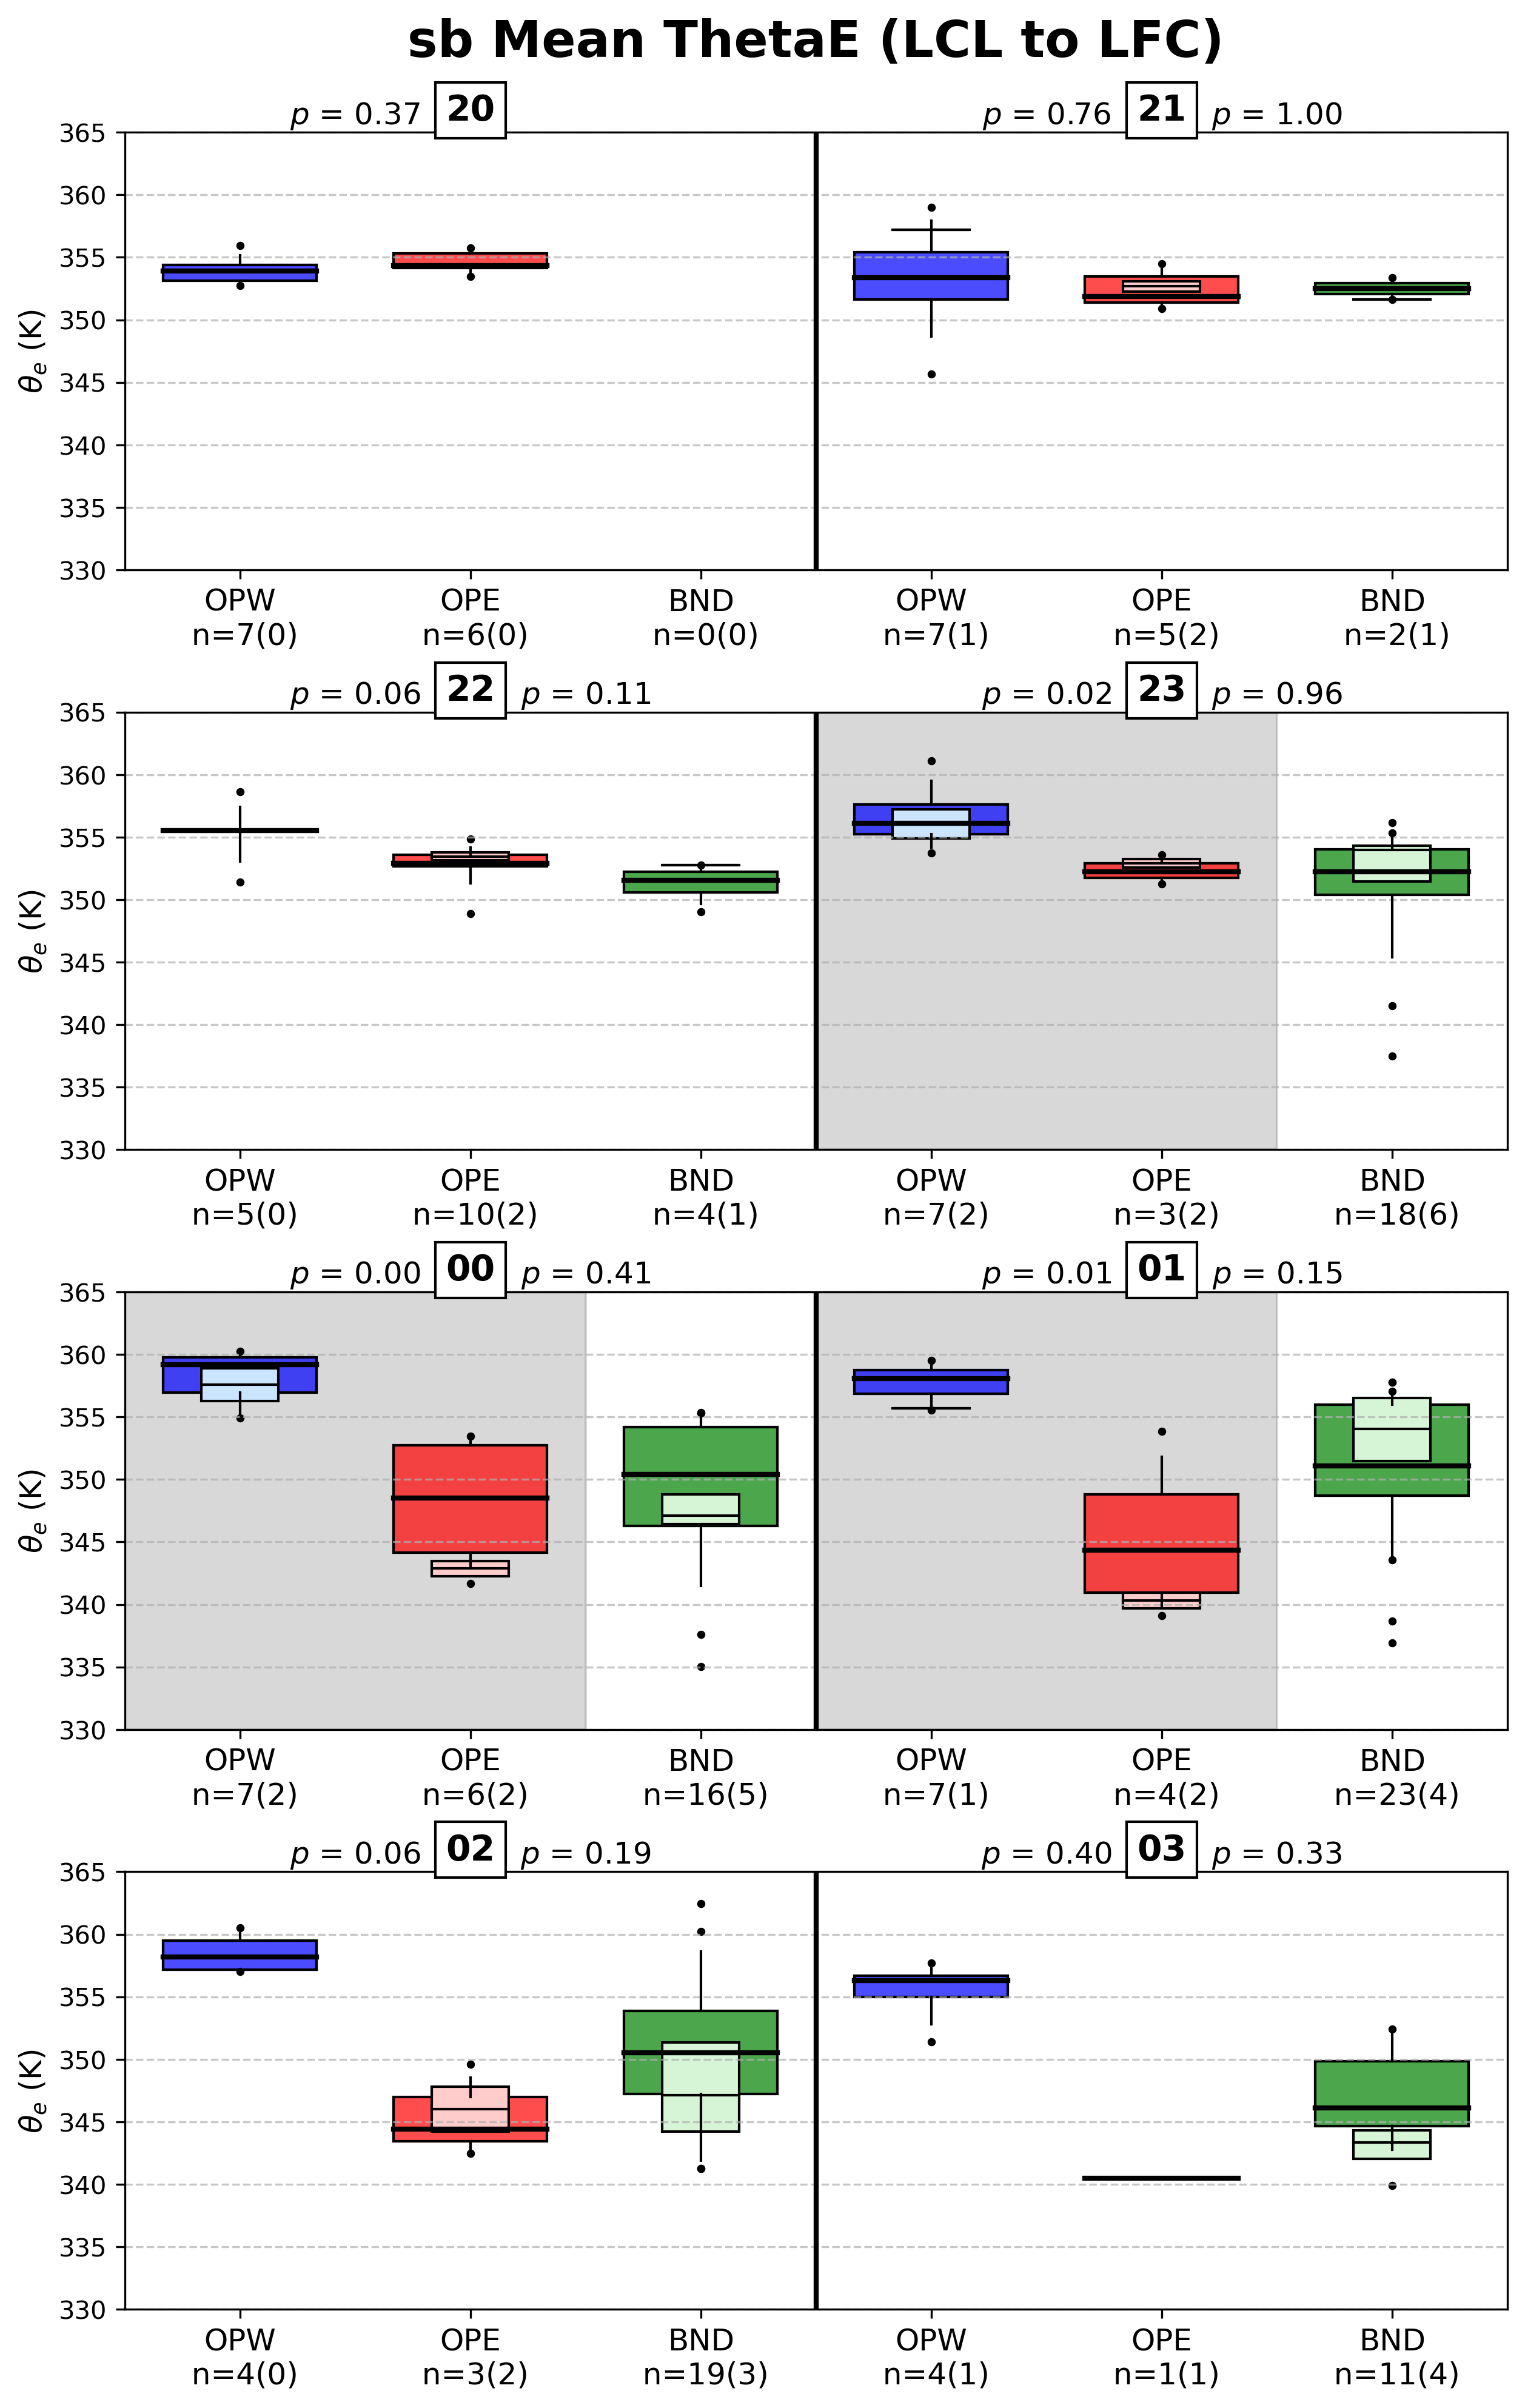 sb Mean ThetaE (LCL to LFC)
p = 0.37 20
p = 0.76 21 p = 1.00
365
360
355
350
345
340
335
330
θe (K)
OPW OPE BND OPW OPE BND
n=7(0) n=6(0) n=0(0) n=7(1) n=5(2) n=2(1)
p = 0.06 22 p = 0.11
p = 0.02 23 p = 0.96
365
360
355
350
345
340
335
330
θe (K)
OPW OPE BND OPW OPE BND
n=5(0) n=10(2) n=4(1) n=7(2) n=3(2) n=18(6)
p = 0.00 00 p = 0.41
p = 0.01 01 p = 0.15
365
360
355
350
345
340
335
330
θe (K)
OPW OPE BND OPW OPE BND
n=7(2) n=6(2) n=16(5) n=7(1) n=4(2) n=23(4)
p = 0.06 02 p = 0.19
p = 0.40 03 p = 0.33
365
360
355
350
345
340
335
330
θe (K)
OPW OPE BND OPW OPE BND
n=4(0) n=3(2) n=19(3) n=4(1) n=1(1) n=11(4)